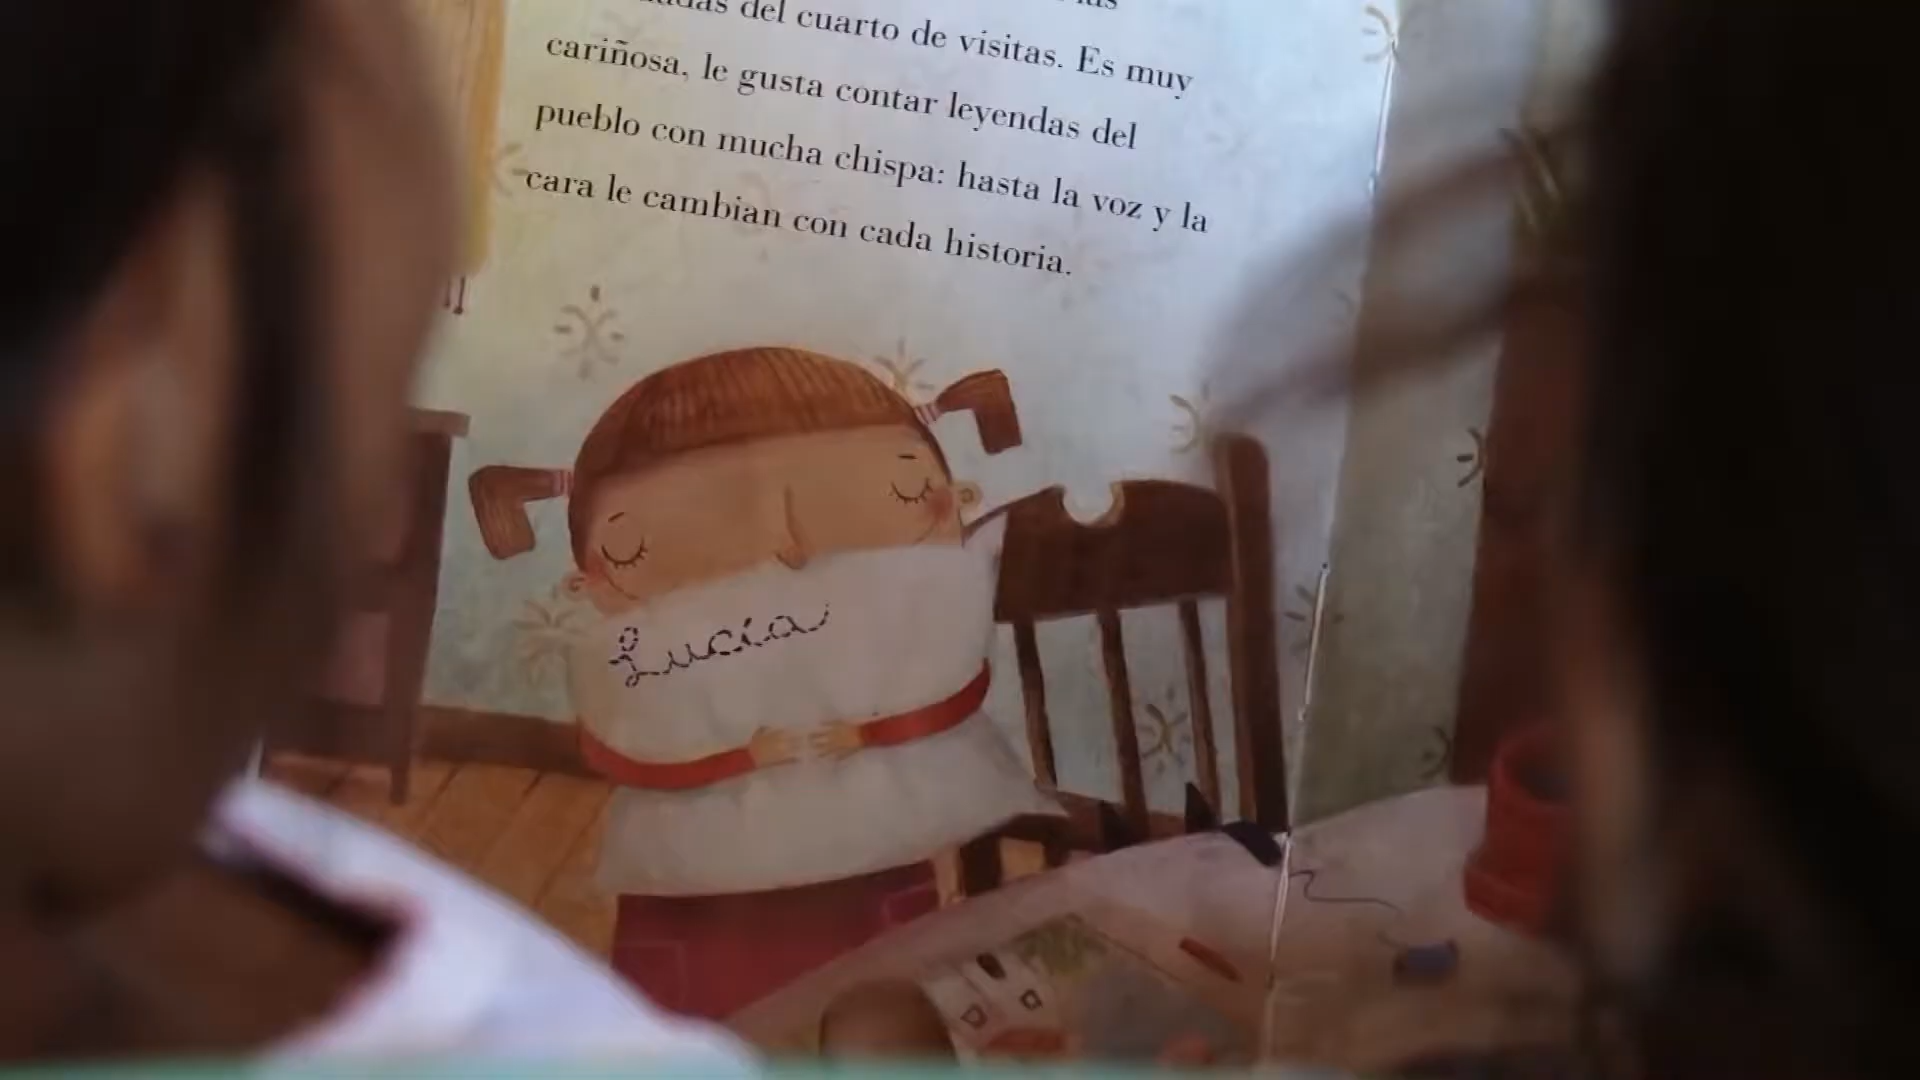 del cuarto de visitas. Es muy
cariñosa, le gusta contar leyendas del
pueblo con mucha chispa: hasta la voz y la
cara le cambian con cada historia.
Lucía